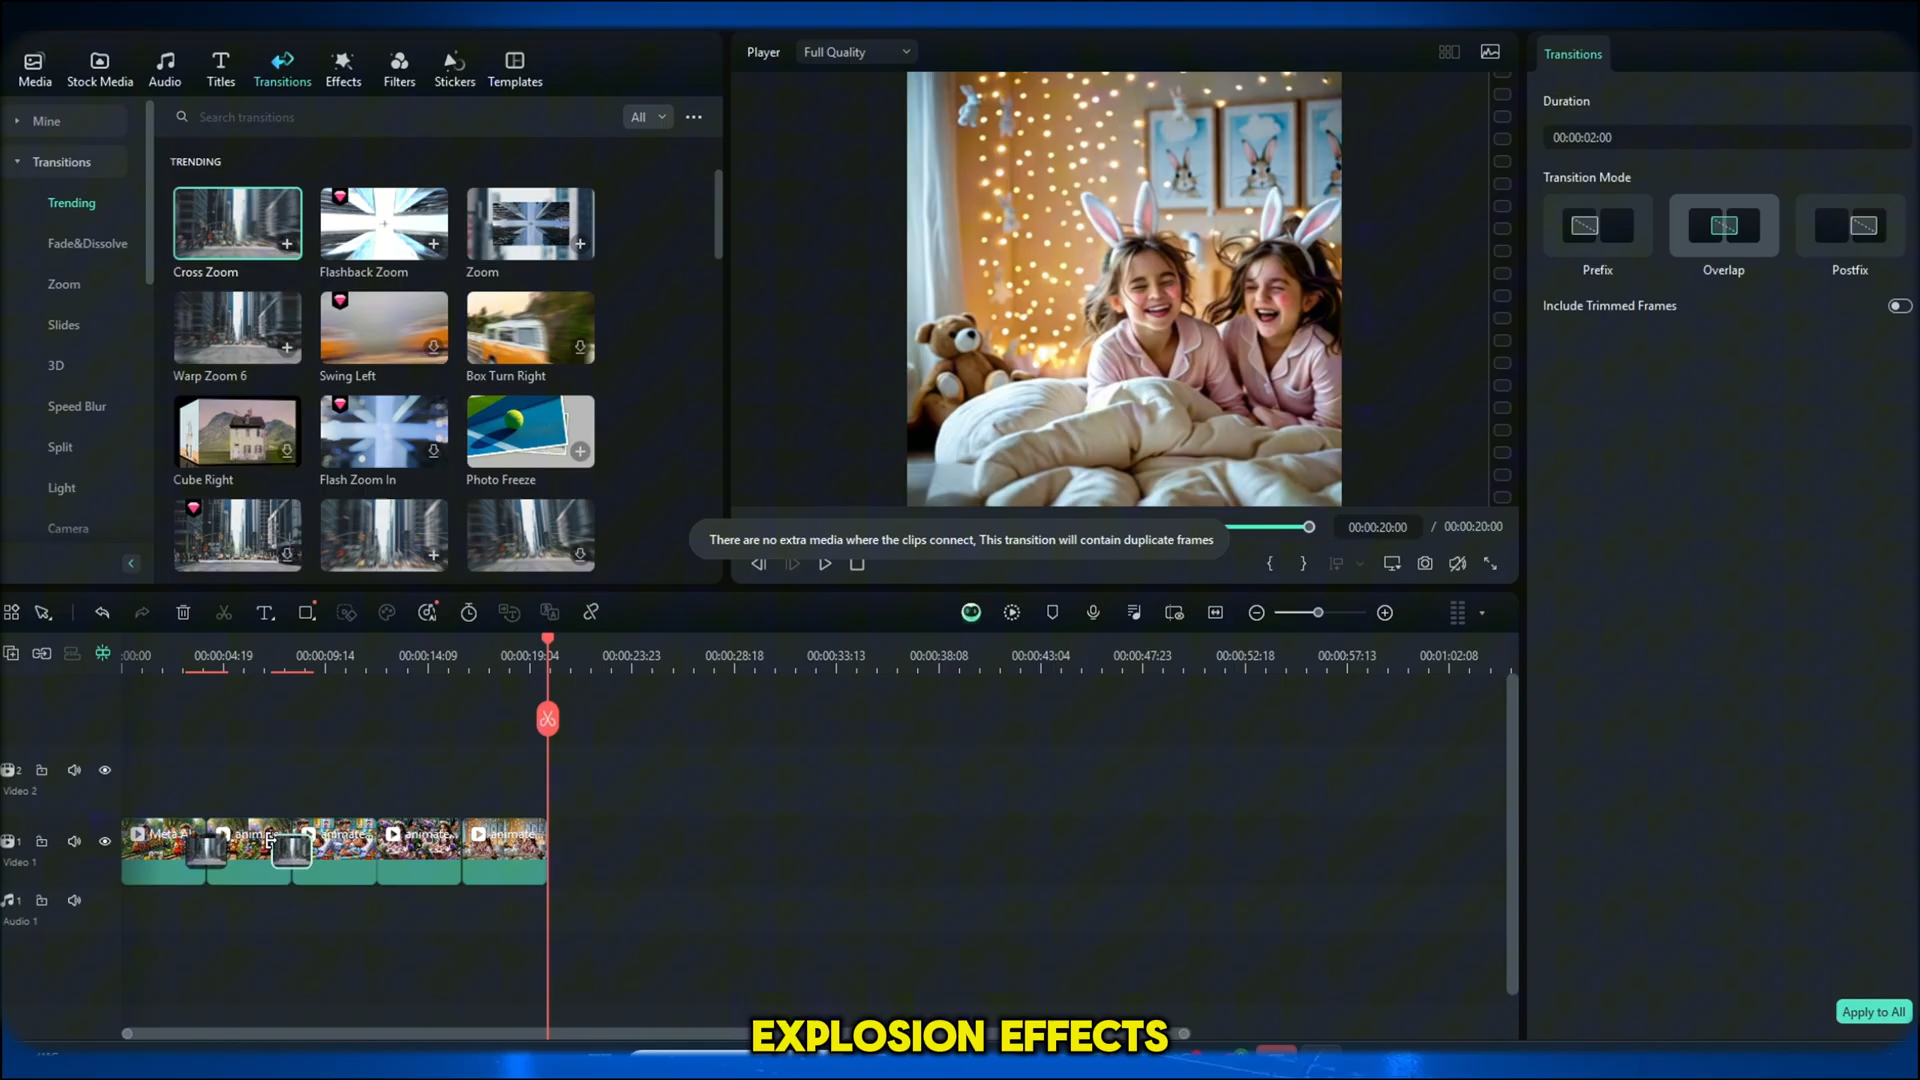 Media
Stock Media
Audio
Titles
Transitions
Effects
Filters
Stickers
Templates
Mine
Transitions
Trending
Fade&Dissolve
Zoom
Slides
3D
Speed Blur
Split
Light
Camera
Search transitions
All
TRENDING
Cross Zoom
Flashback Zoom
Zoom
Warp Zoom 6
Swing Left
Box Turn Right
Cube Right
Flash Zoom In
Photo Freeze
Player
Full Quality
There are no extra media where the clips connect, This transition will contain duplicate frames
00:00:20:00 / 00:00:20:00
Transitions
Duration
00:00:02:00
Transition Mode
Prefix
Overlap
Postfix
Include Trimmed Frames
:00:00 00:00:04:19 00:00:09:14 00:00:14:09 00:00:19:04 00:00:23:23 00:00:28:18 00:00:33:13 00:00:38:08 00:00:43:04 00:00:47:23 00:00:52:18 00:00:57:13 00:01:02:08
2
Video 2
1
Video 1
Meta A
anim
animate...
animate...
animate...
1
Audio 1
Apply to All
EXPLOSION EFFECTS